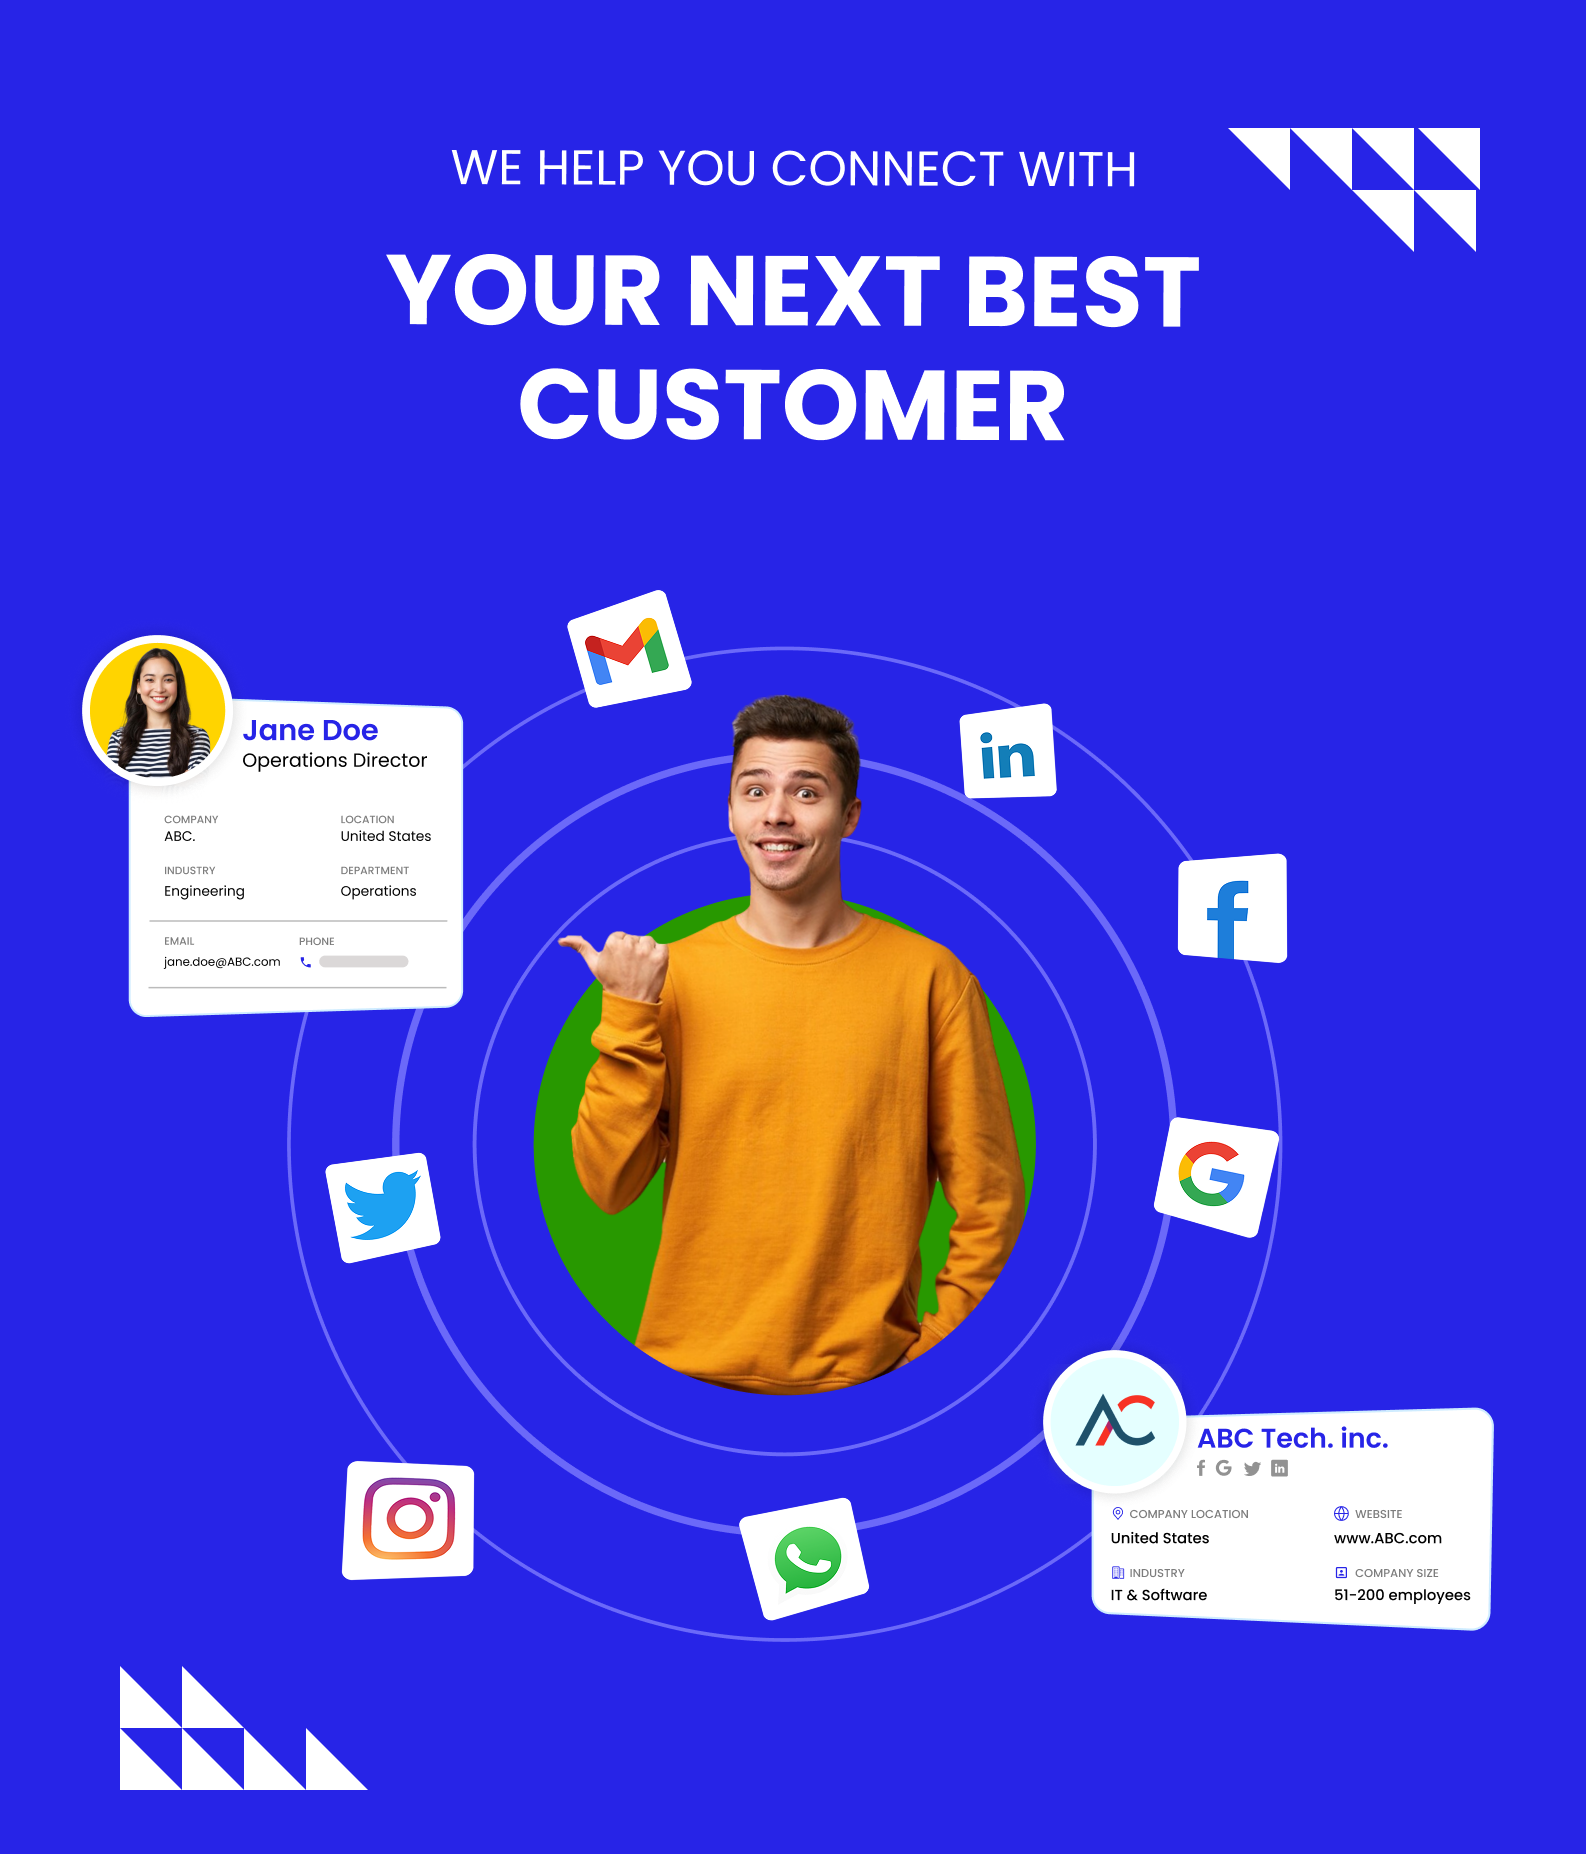 WE HELP YOU CONNECT WITH
YOUR NEXT BEST
CUSTOMER
Jane Doe
Operations Director
COMPANY
ABC.
LOCATION
United States
INDUSTRY
Engineering
DEPARTMENT
Operations
EMAIL
jane.doe@ABC.com
PHONE
in
ABC Tech. inc.
COMPANY LOCATION
United States
WEBSITE
www.ABC.com
INDUSTRY
IT & Software
COMPANY SIZE
51-200 employees